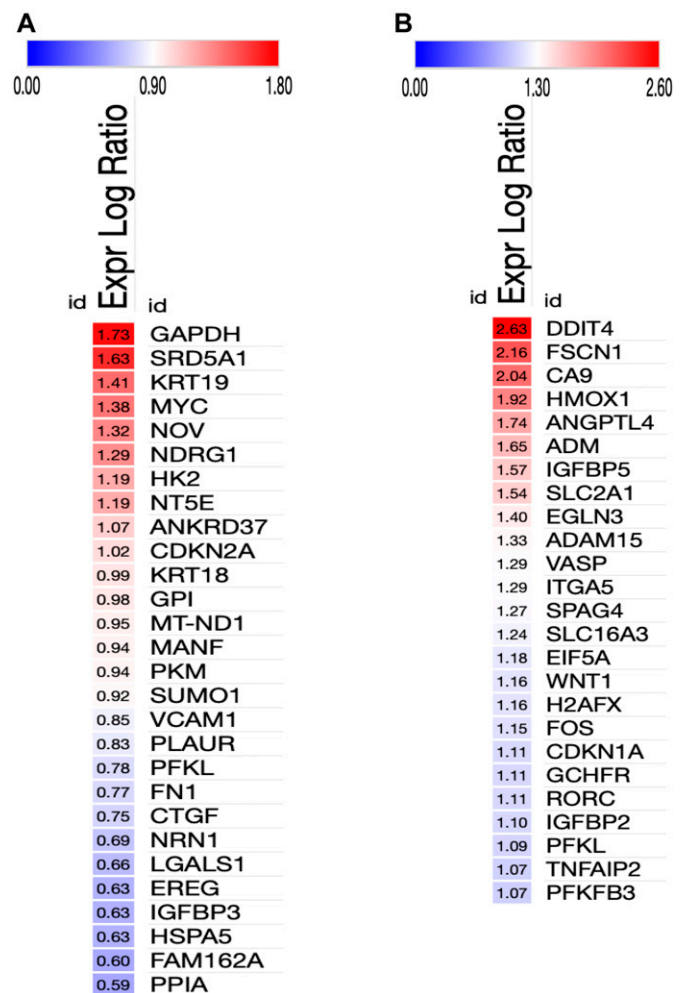 A
0.00 0.90 1.80
Expr Log Ratio
id id
1.73 GAPDH
1.63 SRD5A1
1.41 KRT19
1.38 MYC
1.32 NOV
1.29 NDRG1
1.19 HK2
1.19 NT5E
1.07 ANKRD37
1.02 CDKN2A
0.99 KRT18
0.98 GPI
0.95 MT-ND1
0.94 MANF
0.94 PKM
0.92 SUMO1
0.85 VCAM1
0.83 PLAUR
0.78 PFKL
0.77 FN1
0.75 CTGF
0.69 NRN1
0.66 LGALS1
0.63 EREG
0.63 IGFBP3
0.63 HSPA5
0.60 FAM162A
0.59 PPIA
B
0.00 1.30 2.60
Expr Log Ratio
id id
2.63 DDIT4
2.16 FSCN1
2.04 CA9
1.92 HMOX1
1.74 ANGPTL4
1.65 ADM
1.57 IGFBP5
1.54 SLC2A1
1.40 EGLN3
1.33 ADAM15
1.29 VASP
1.29 ITGA5
1.27 SPAG4
1.24 SLC16A3
1.18 EIF5A
1.16 WNT1
1.16 H2AFX
1.15 FOS
1.11 CDKN1A
1.11 GCHFR
1.11 RORC
1.10 IGFBP2
1.09 PFKL
1.07 TNFAIP2
1.07 PFKFB3